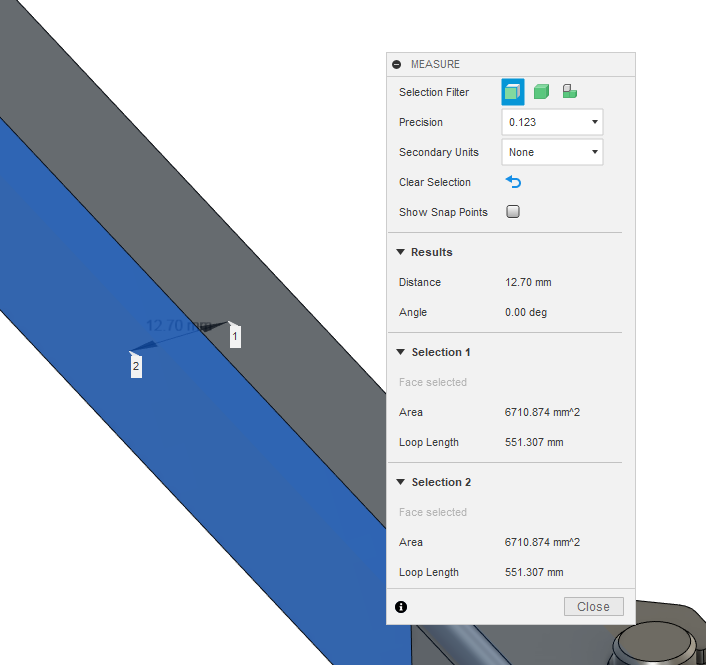 MEASURE
Selection Filter
Precision 0.123
Secondary Units None
Clear Selection
Show Snap Points
Results
Distance 12.70 mm
Angle 0.00 deg
Selection 1
Face selected
Area 6710.874 mm^2
Loop Length 551.307 mm
Selection 2
Face selected
Area 6710.874 mm^2
Loop Length 551.307 mm
Close
12.70 mm
1
2